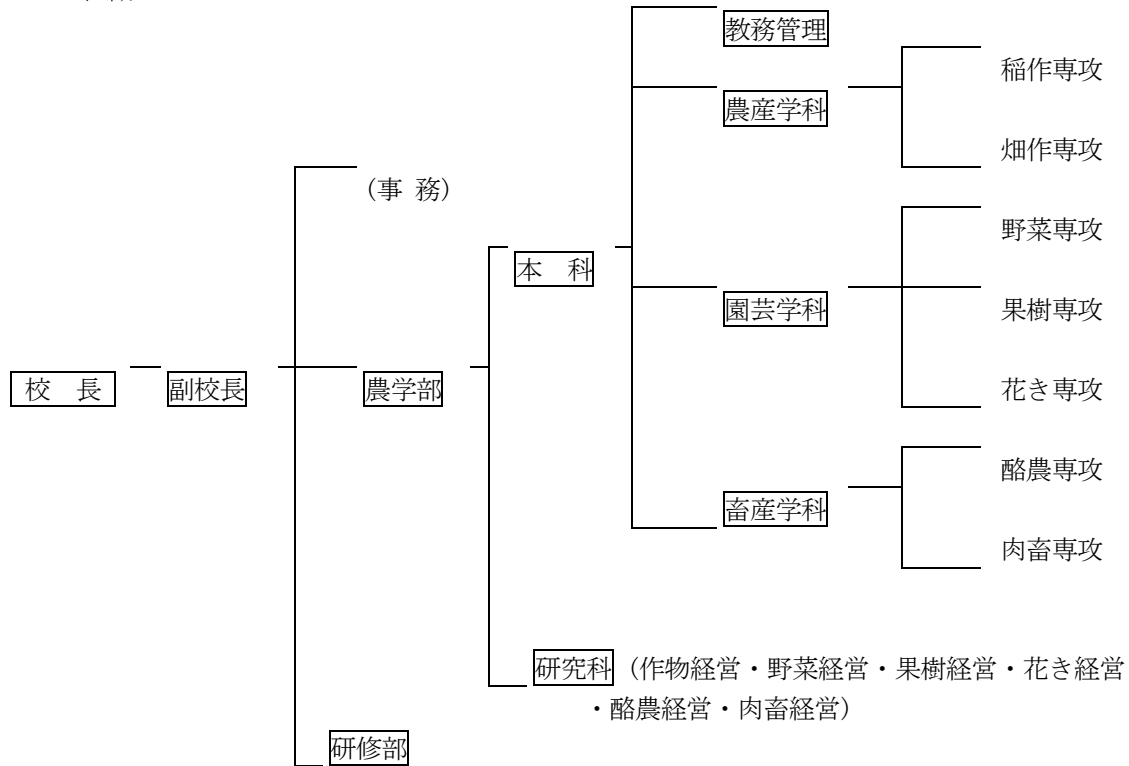 教務管理
稲作専攻
農産学科
畑作専攻
(事 務)
野菜専攻
本 科
園芸学科
果樹専攻
校 長
副校長
農学部
花き専攻
酪農専攻
畜産学科
肉畜専攻
研究科(作物経営・野菜経営・果樹経営・花き経営
・酪農経営・肉畜経営)
研修部